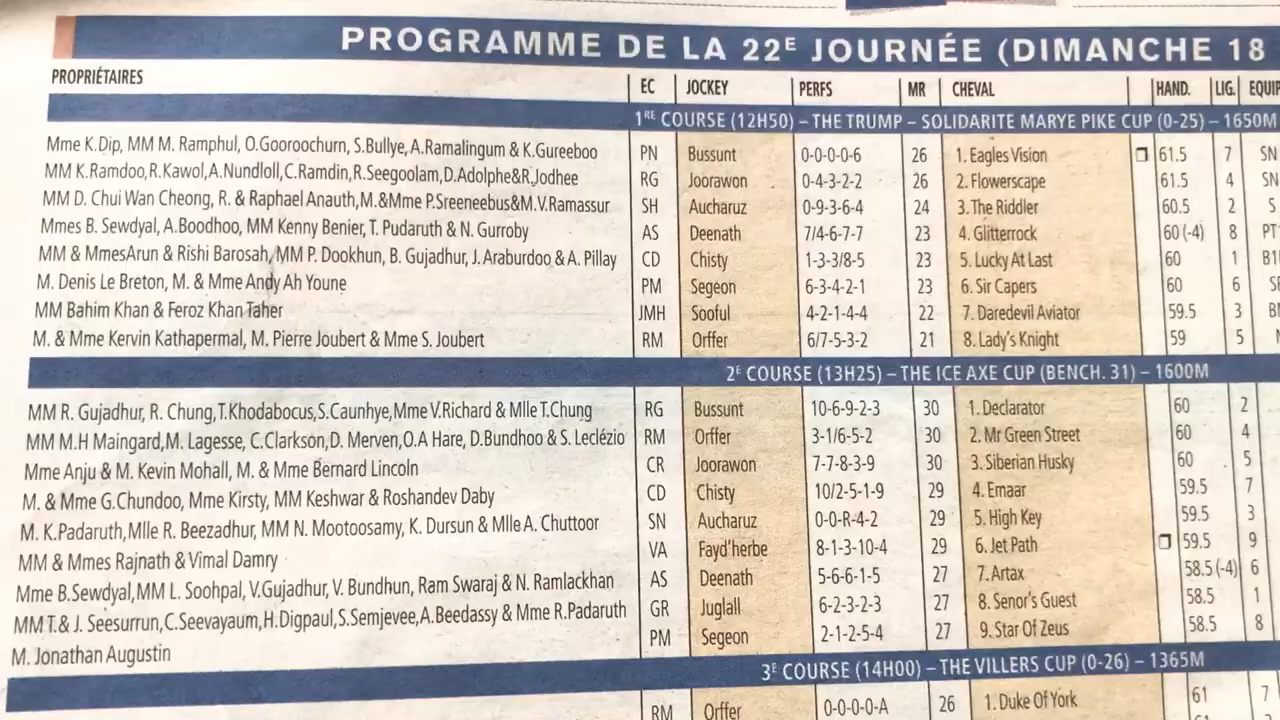 PROGRAMME DE LA 22E JOURNÉE (DIMANCHE 18
PROPRIÉTAIRES EC JOCKEY PERFS MR CHEVAL HAND. LIG. EQUIP
1RE COURSE (12H50) – THE TRUMP – SOLIDARITE MARYE PIKE CUP (0-25) – 1650M
Mme K.Dip, MM M. Ramphul, O.Gooroochurn, S.Bullye, A.Ramalingum & K.Gureeboo PN Bussunt 0-0-0-0-6 26 1. Eagles Vision 61.5 7 SN
MM K.Ramdoo,R.Kawol,A.Nundloll,C.Ramdin,R.Seegoolam,D.Adolphe&R.Jodhee RG Joorawon 0-4-3-2-2 26 2. Flowerscape 61.5 4 SN
MM D. Chui Wan Cheong, R. & Raphael Anauth,M.&Mme P.Sreeneebus&M.V.Ramassur SH Aucharuz 0-9-3-6-4 24 3. The Riddler 60.5 2 S
Mmes B. Sewdyal, A.Boodhoo, MM Kenny Benier, T. Pudaruth & N. Gurroby AS Deenath 7/4-6-7-7 23 4. Glitterrock 60 (-4) 8 PT
MM & MmesArun & Rishi Barosah, MM P. Dookhun, B. Gujadhur, J. Araburdoo & A. Pillay CD Chisty 1-3-3/8-5 23 5. Lucky At Last 60 1 B1
M. Denis Le Breton, M. & Mme Andy Ah Youne PM Segeon 6-3-4-2-1 23 6. Sir Capers 60 6
MM Bahim Khan & Feroz Khan Taher JMH Sooful 4-2-1-4-4 22 7. Daredevil Aviator 59.5 3
M. & Mme Kervin Kathapermal, M. Pierre Joubert & Mme S. Joubert RM Orffer 6/7-5-3-2 21 8. Lady's Knight 59 5
2E COURSE (13H25) – THE ICE AXE CUP (BENCH. 31) – 1600M
MM R. Gujadhur, R. Chung,T.Khodabocus,S.Caunhye,Mme V.Richard & Mlle T.Chung RG Bussunt 10-6-9-2-3 30 1. Declarator 60 2
MM M.H Maingard,M. Lagesse, C.Clarkson,D. Merven,O.A Hare, D.Bundhoo & S. Leclézio RM Orffer 3-1/6-5-2 30 2. Mr Green Street 60 4
Mme Anju & M. Kevin Mohall, M. & Mme Bernard Lincoln CR Joorawon 7-7-8-3-9 30 3. Siberian Husky 60 5
M. & Mme G.Chundoo, Mme Kirsty, MM Keshwar & Roshandev Daby CD Chisty 10/2-5-1-9 29 4. Emaar 59.5 7
M. K.Padaruth,Mlle R. Beezadhur, MM N. Mootoosamy, K. Dursun & Mlle A. Chuttoor SN Aucharuz 0-0-R-4-2 29 5. High Key 59.5 3
MM & Mmes Rajnath & Vimal Damry VA Fayd'herbe 8-1-3-10-4 29 6. Jet Path 59.5 9
Mme B.Sewdyal,MM L. Soohpal, V.Gujadhur, V. Bundhun, Ram Swaraj & N. Ramlackhan AS Deenath 5-6-6-1-5 27 7. Artax 58.5 (-4) 6
MM T.& J. Seesurrun,C.Seevayaum,H.Digpaul,S.Semjevee,A.Beedassy & Mme R.Padaruth GR Juglall 6-2-3-2-3 27 8. Senor's Guest 58.5 1
M. Jonathan Augustin PM Segeon 2-1-2-5-4 27 9. Star Of Zeus 58.5 8
3E COURSE (14H00) – THE VILLERS CUP (0-26) – 1365M
RM Orffer 0-0-0-0-A 26 1. Duke Of York 61 7